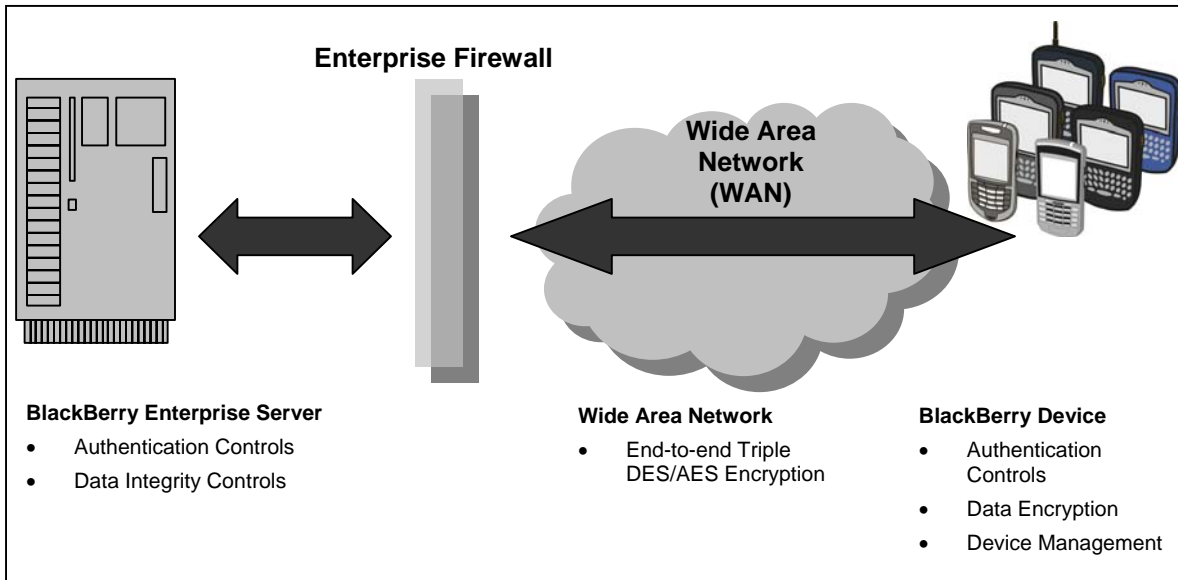 Enterprise Firewall
Wide Area
Network
(WAN)
BlackBerry Enterprise Server
• Authentication Controls
• Data Integrity Controls
Wide Area Network
• End-to-end Triple
DES/AES Encryption
BlackBerry Device
• Authentication
Controls
• Data Encryption
• Device Management